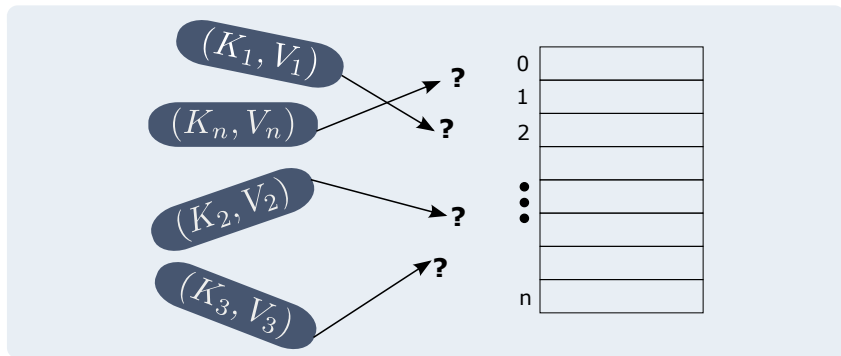 (K₁, V₁)
(Kₙ, Vₙ)
(K₂, V₂)
(K₃, V₃)
?
?
?
?
0
1
2
n